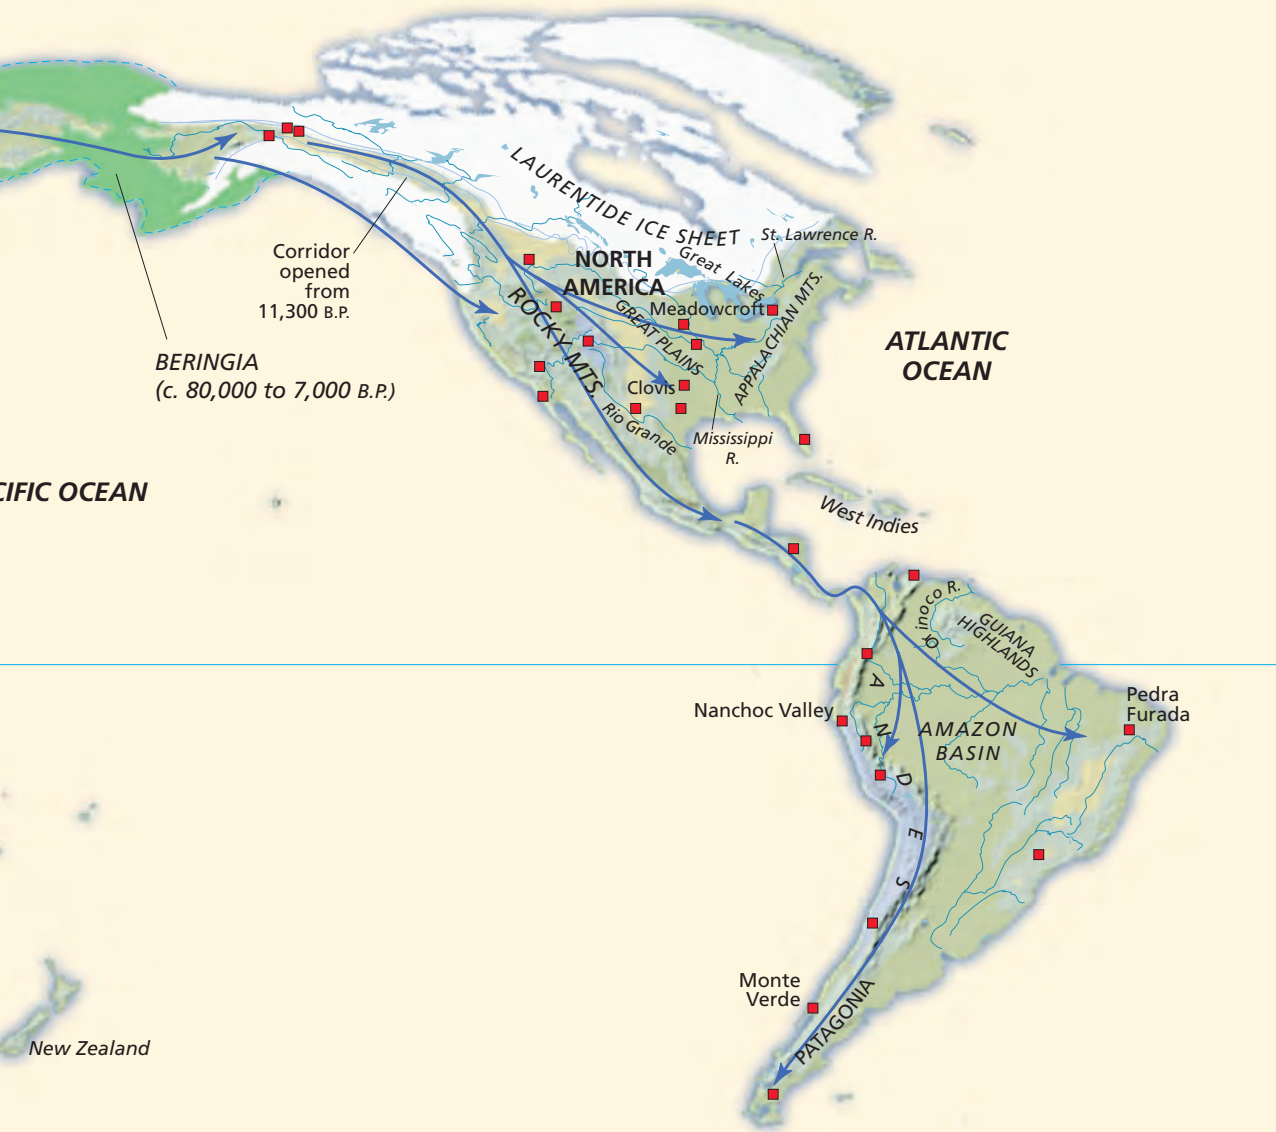 LAURENTIDE ICE SHEET
St. Lawrence R.
Corridor
opened
from
11,300 B.P.
NORTH
AMERICA
Great Lakes
ROCKY MTS.
GREAT PLAINS
Meadowcroft
APPALACHIAN MTS.
ATLANTIC
OCEAN
BERINGIA
(c. 80,000 to 7,000 B.P.)
Clovis
Rio Grande
Mississippi
R.
CIFIC OCEAN
West Indies
Orinoco R.
GUIANA
HIGHLANDS
ANDES
Nanchoc Valley
AMAZON
BASIN
Pedra
Furada
Monte
Verde
PATAGONIA
New Zealand